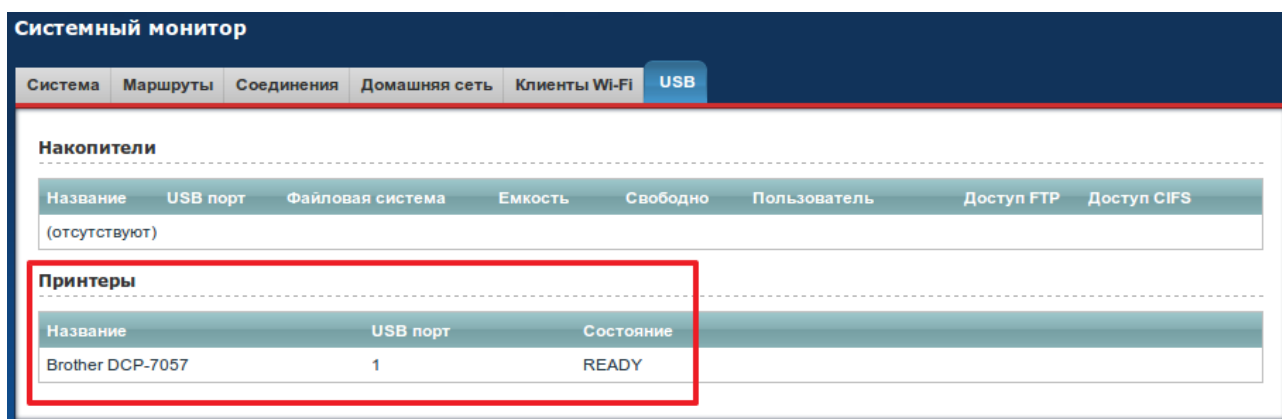 Системный монитор
Система Маршруты Соединения Домашняя сеть Клиенты Wi-Fi USB
Накопители
Название USB порт Файловая система Емкость Свободно Пользователь Доступ FTP Доступ CIFS
(отсутствуют)
Принтеры
Название USB порт Состояние
Brother DCP-7057 1 READY